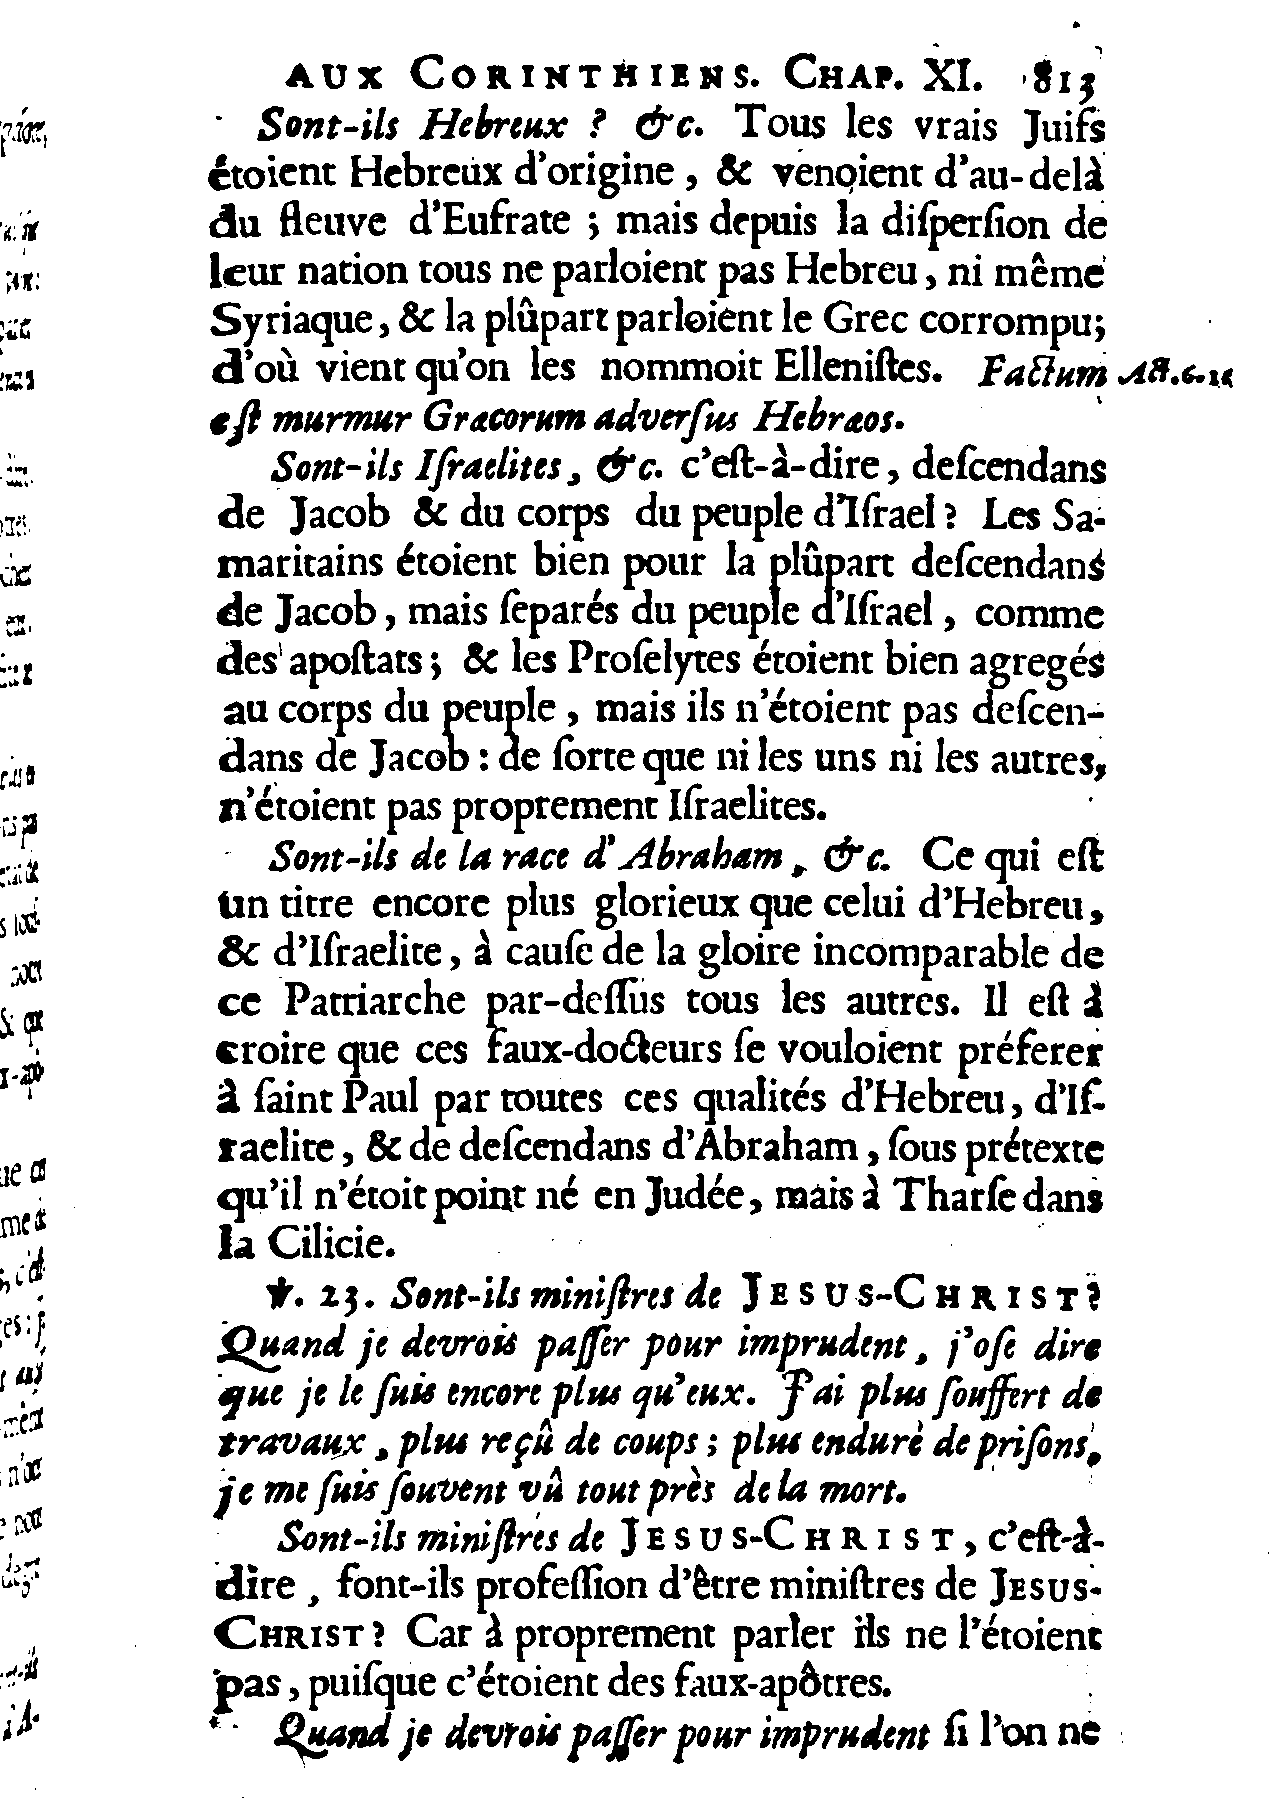 AUX CORINTHIENS. CHAP. XI. 813
Sont-ils Hebreux ? &c. Tous les vrais Juifs
étoient Hebreux d'origine, & venoient d'au-delà
du fleuve d'Eufrate ; mais depuis la diſperſion de
leur nation tous ne parloient pas Hebreu, ni même
Syriaque, & la plûpart parloient le Grec corrompu;
d'où vient qu'on les nommoit Elleniſtes. Factum
est murmur Græcorum adverſus Hebræos.
Sont-ils Iſraelites, &c. c'eſt-à-dire, deſcendans
de Jacob & du corps du peuple d'Iſrael ? Les Sa-
maritains étoient bien pour la plûpart deſcendans
de Jacob, mais ſeparés du peuple d'Iſrael, comme
des apoſtats ; & les Proſelytes étoient bien agregés
au corps du peuple, mais ils n'étoient pas deſcen-
dans de Jacob : de ſorte que ni les uns ni les autres,
n'étoient pas proprement Iſraelites.
Sont-ils de la race d'Abraham, &c. Ce qui eſt
un titre encore plus glorieux que celui d'Hebreu,
& d'Iſraelite, à cauſe de la gloire incomparable de
ce Patriarche par-deſſus tous les autres. Il eſt à
croire que ces faux-docteurs ſe vouloient préferer
à ſaint Paul par toutes ces qualités d'Hebreu, d'Iſ-
raelite, & de deſcendans d'Abraham, ſous prétexte
qu'il n'étoit point né en Judée, mais à Tharſe dans
la Cilicie.
℣. 23. Sont-ils miniſtres de JESUS-CHRIST ?
Quand je devrois paſſer pour imprudent, j'oſe dire
que je le ſuis encore plus qu'eux. J'ai plus ſouffert de
travaux, plus reçû de coups ; plus enduré de priſons,
je me ſuis ſouvent vû tout près de la mort.
Sont-ils miniſtres de JESUS-CHRIST, c'eſt-à-
dire, font-ils profeſſion d'être miniſtres de JESUS-
CHRIST ? Car à proprement parler ils ne l'étoient
pas, puiſque c'étoient des faux-apôtres.
Quand je devrois paſſer pour imprudent ſi l'on ne